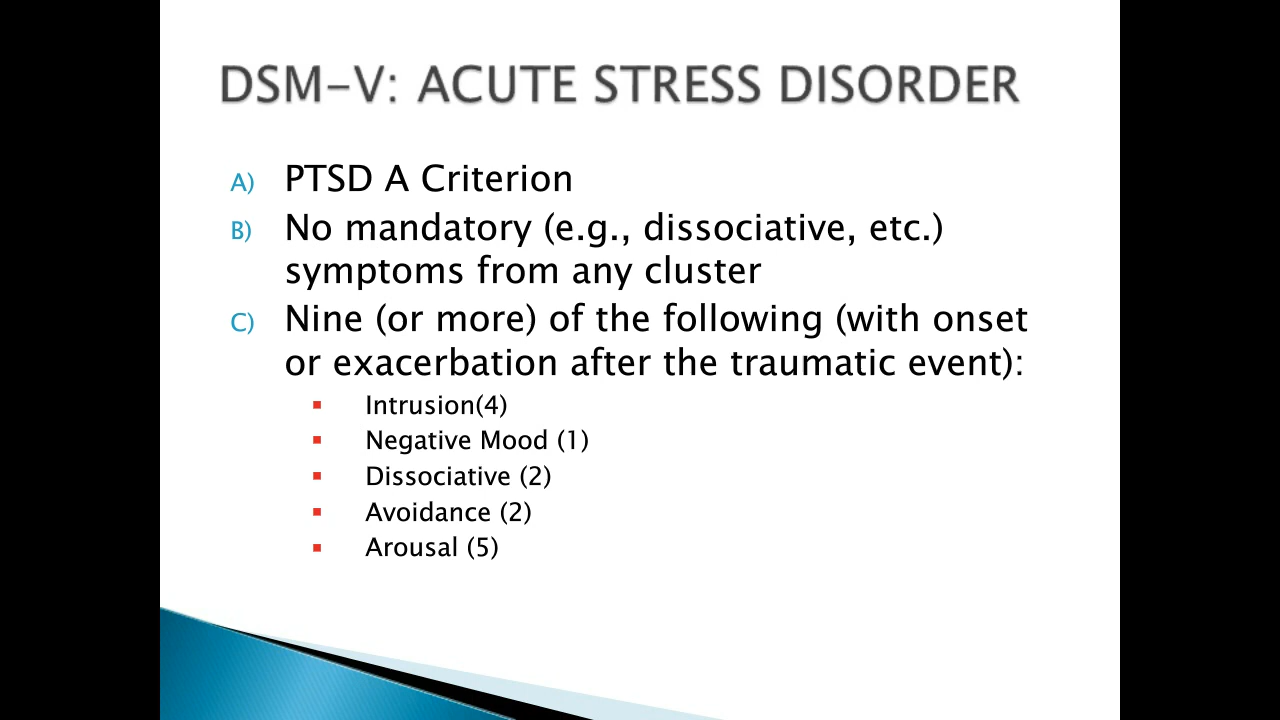 DSM-V: ACUTE STRESS DISORDER
A) PTSD A Criterion
B) No mandatory (e.g., dissociative, etc.)
symptoms from any cluster
C) Nine (or more) of the following (with onset
or exacerbation after the traumatic event):
▪ Intrusion(4)
▪ Negative Mood (1)
▪ Dissociative (2)
▪ Avoidance (2)
▪ Arousal (5)